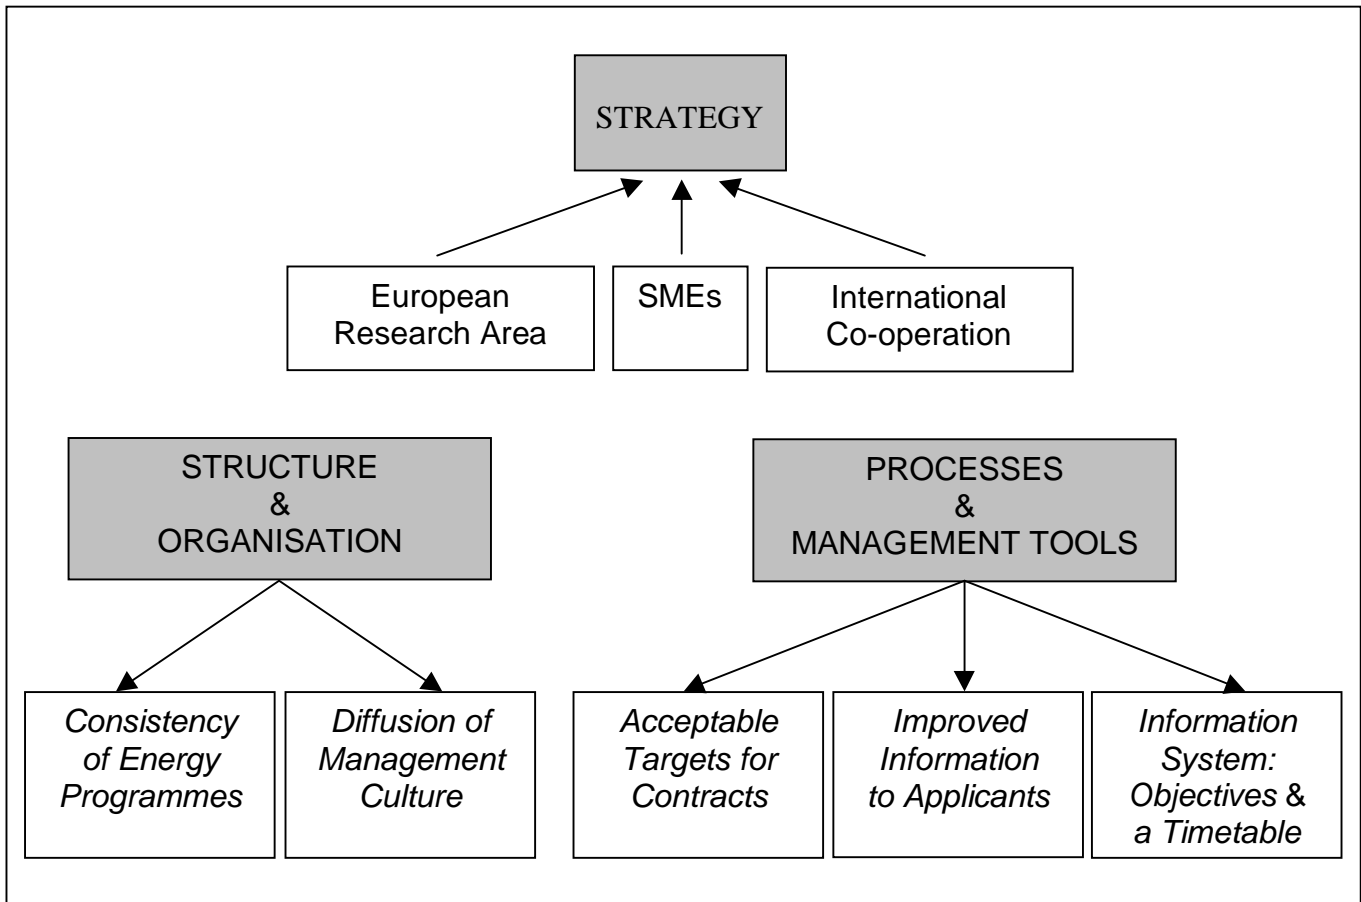 STRATEGY
European
Research Area
SMEs
International
Co-operation
STRUCTURE
&
ORGANISATION
PROCESSES
&
MANAGEMENT TOOLS
Consistency
of Energy
Programmes
Diffusion of
Management
Culture
Acceptable
Targets for
Contracts
Improved
Information
to Applicants
Information
System:
Objectives &
a Timetable